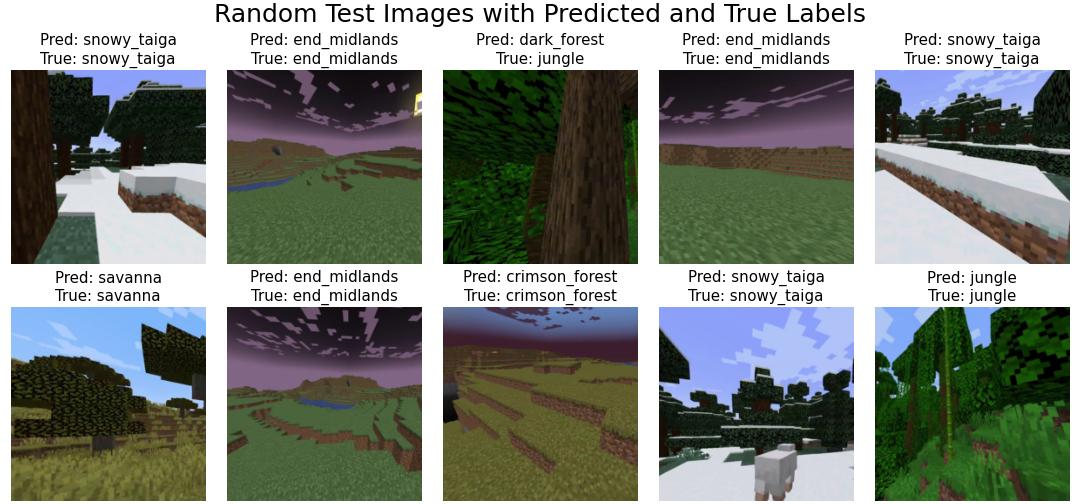 Random Test Images with Predicted and True Labels
Pred: snowy_taiga
True: snowy_taiga
Pred: end_midlands
True: end_midlands
Pred: dark_forest
True: jungle
Pred: end_midlands
True: end_midlands
Pred: snowy_taiga
True: snowy_taiga
Pred: savanna
True: savanna
Pred: end_midlands
True: end_midlands
Pred: crimson_forest
True: crimson_forest
Pred: snowy_taiga
True: snowy_taiga
Pred: jungle
True: jungle